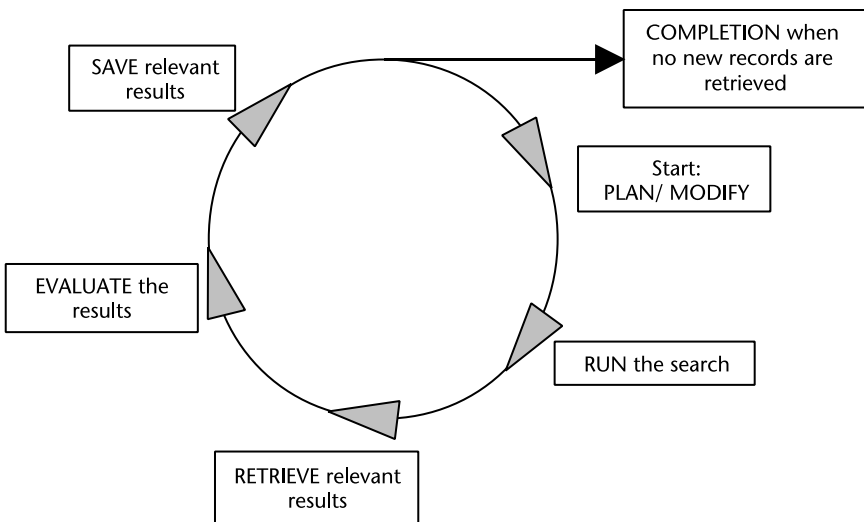 COMPLETION when
no new records are
retrieved
SAVE relevant
results
Start:
PLAN/ MODIFY
EVALUATE the
results
RUN the search
RETRIEVE relevant
results